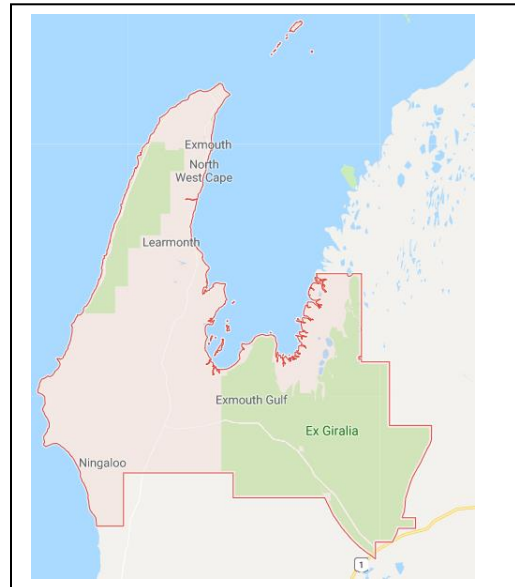 Exmouth
North
West Cape
Learmonth
Exmouth Gulf
Ex Giralia
Ningaloo
1